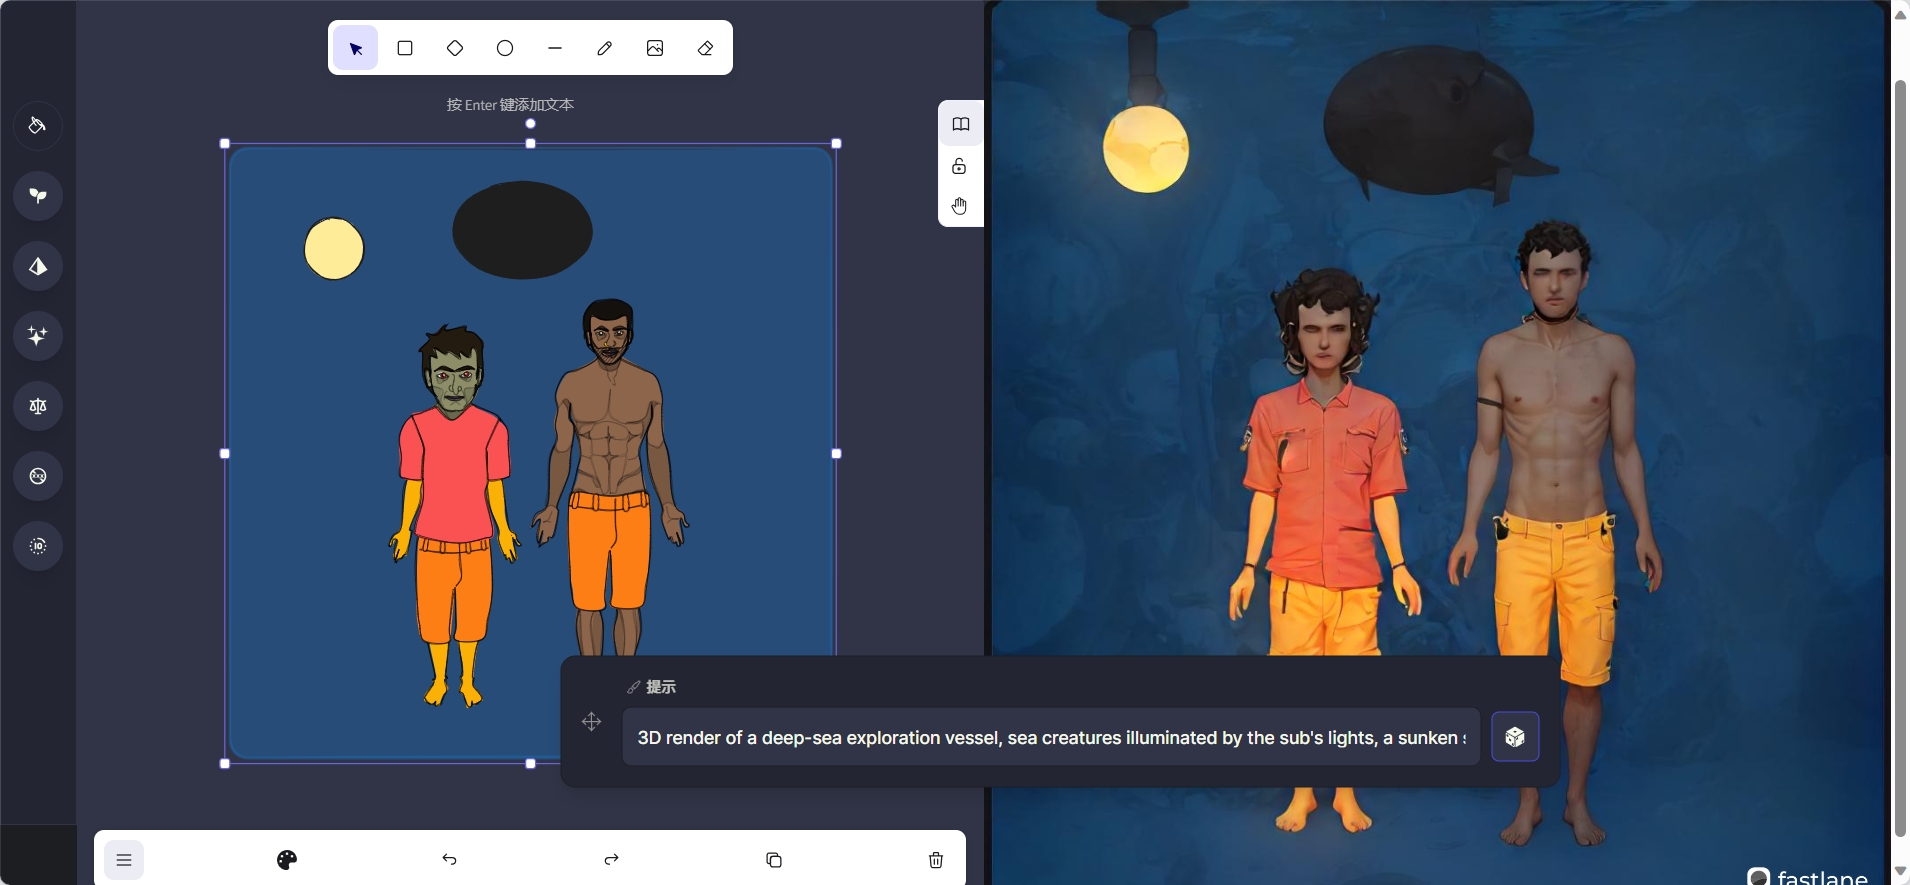 按 Enter 键添加文本
提示
3D render of a deep-sea exploration vessel, sea creatures illuminated by the sub's lights, a sunken
fastlane